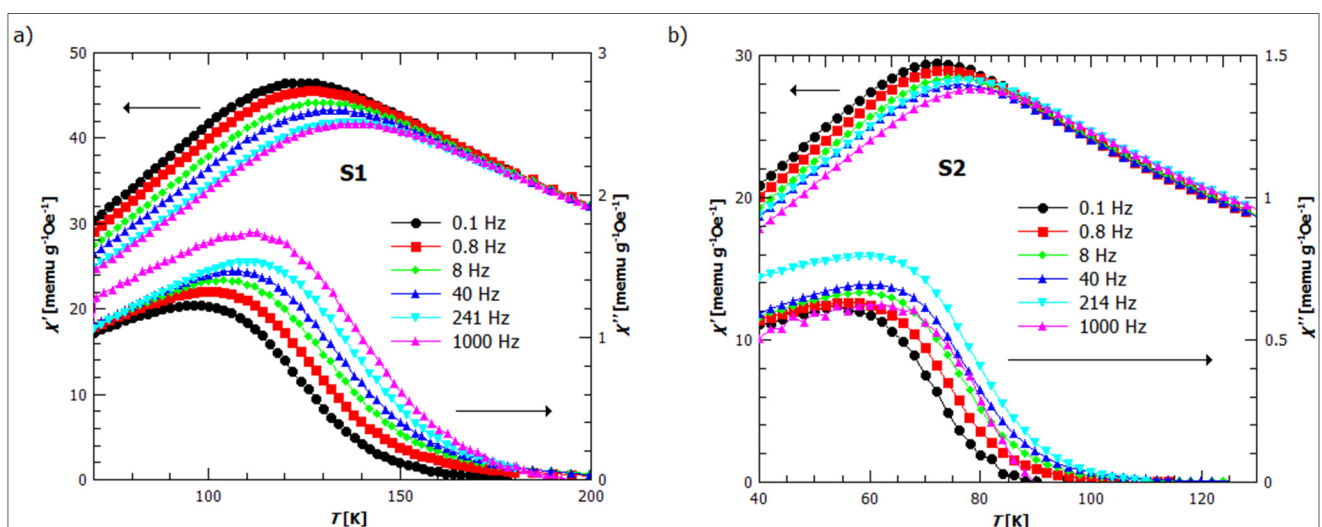 a)
50
40
30
20
10
0
χ' [memu g⁻¹Oe⁻¹]
3
2
1
0
χ'' [memu g⁻¹Oe⁻¹]
S1
0.1 Hz
0.8 Hz
8 Hz
40 Hz
241 Hz
1000 Hz
100 150 200
T [K]
b)
30
20
10
0
χ' [memu g⁻¹Oe⁻¹]
1.5
1
0.5
0
χ'' [memu g⁻¹Oe⁻¹]
S2
0.1 Hz
0.8 Hz
8 Hz
40 Hz
214 Hz
1000 Hz
40 60 80 100 120
T [K]